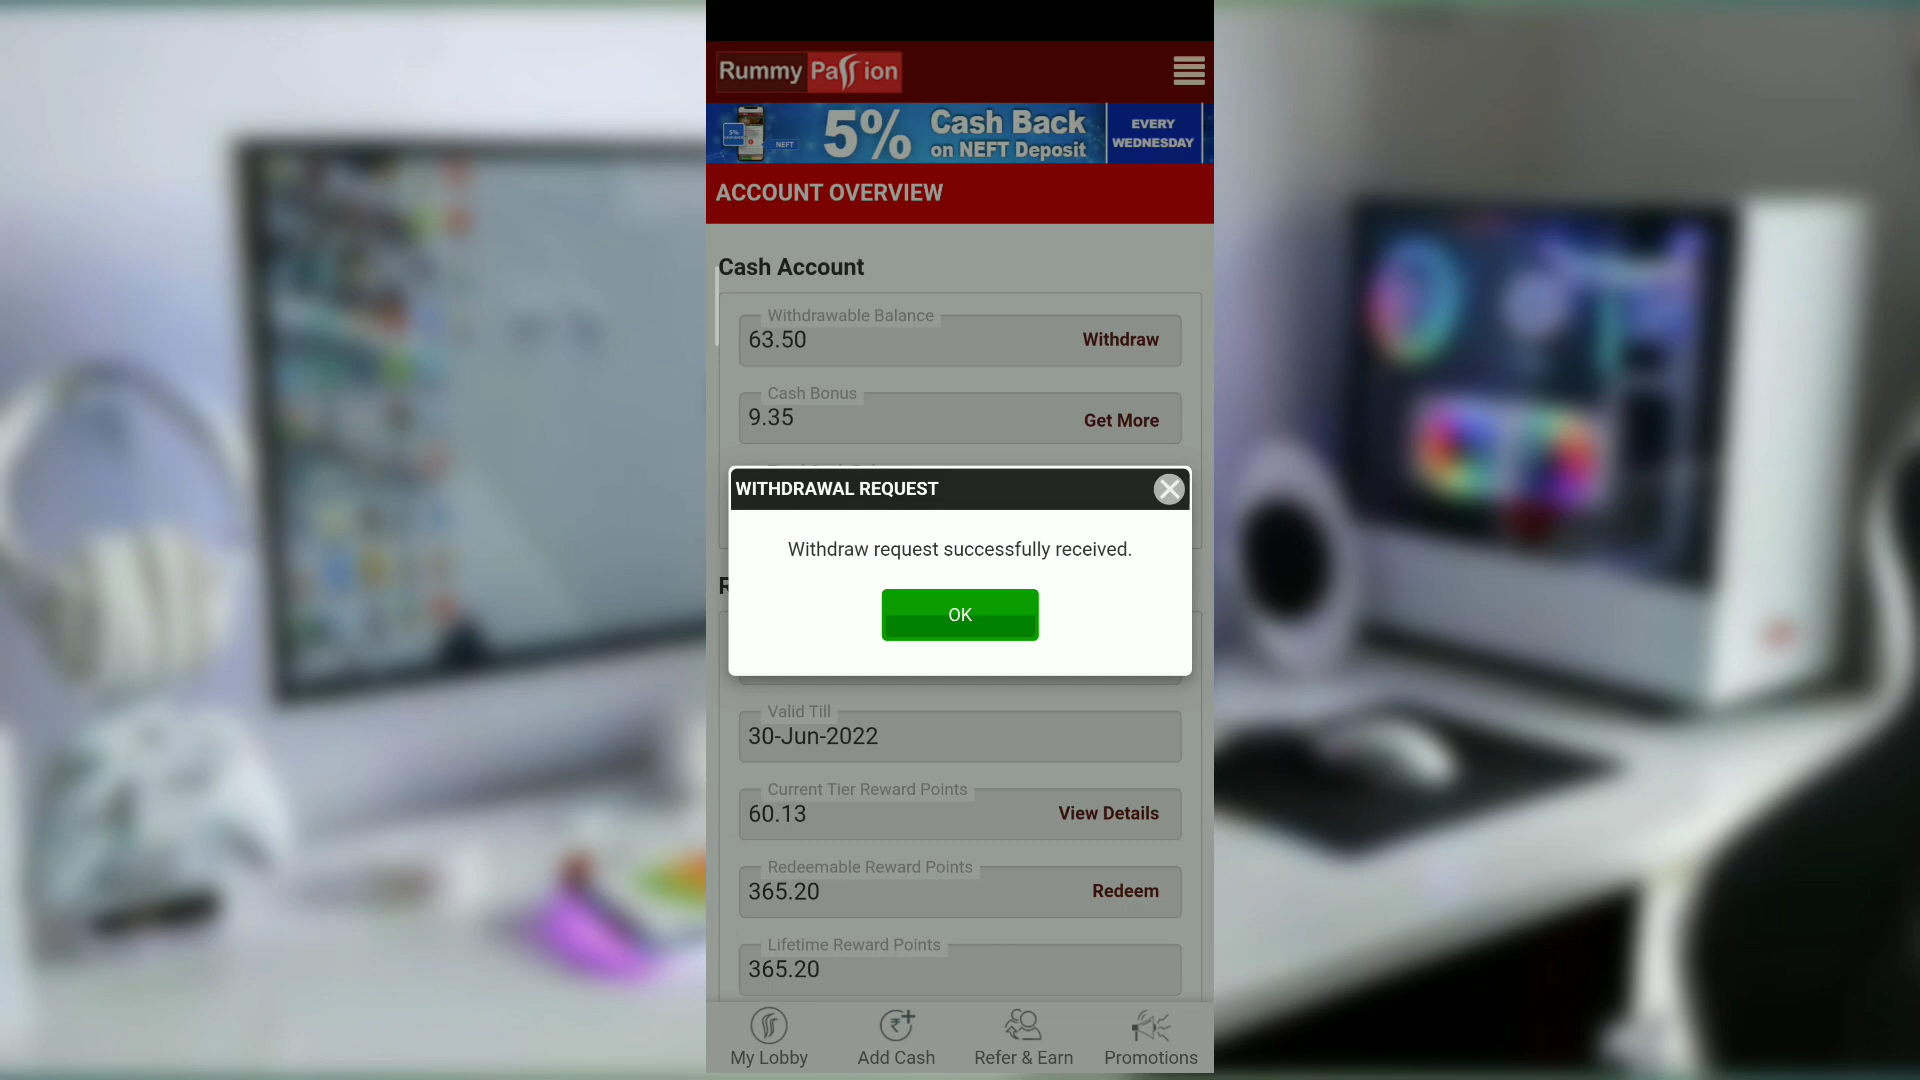 Rummy Passion
5%
NEFT
5%
Cash Back
on NEFT Deposit
EVERY
WEDNESDAY
ACCOUNT OVERVIEW
Cash Account
Withdrawable Balance
63.50
Withdraw
Cash Bonus
9.35
Get More
WITHDRAWAL REQUEST
Withdraw request successfully received.
OK
Valid Till
30-Jun-2022
Current Tier Reward Points
60.13
View Details
Redeemable Reward Points
365.20
Redeem
Lifetime Reward Points
365.20
My Lobby
Add Cash
Refer & Earn
Promotions